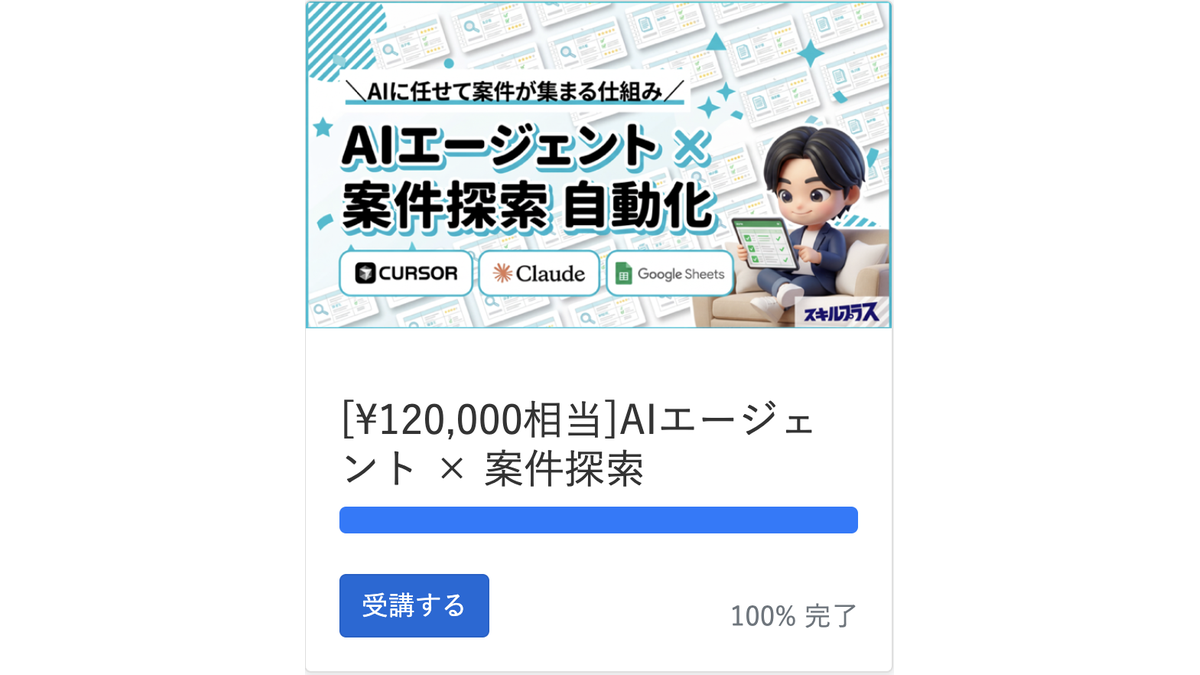 ＼AIに任せて案件が集まる仕組み／
AIエージェント ×
案件探索 自動化
CURSOR
Claude
Google Sheets
スキルプラス
[¥120,000相当]AIエージェ
ント × 案件探索
受講する
100% 完了